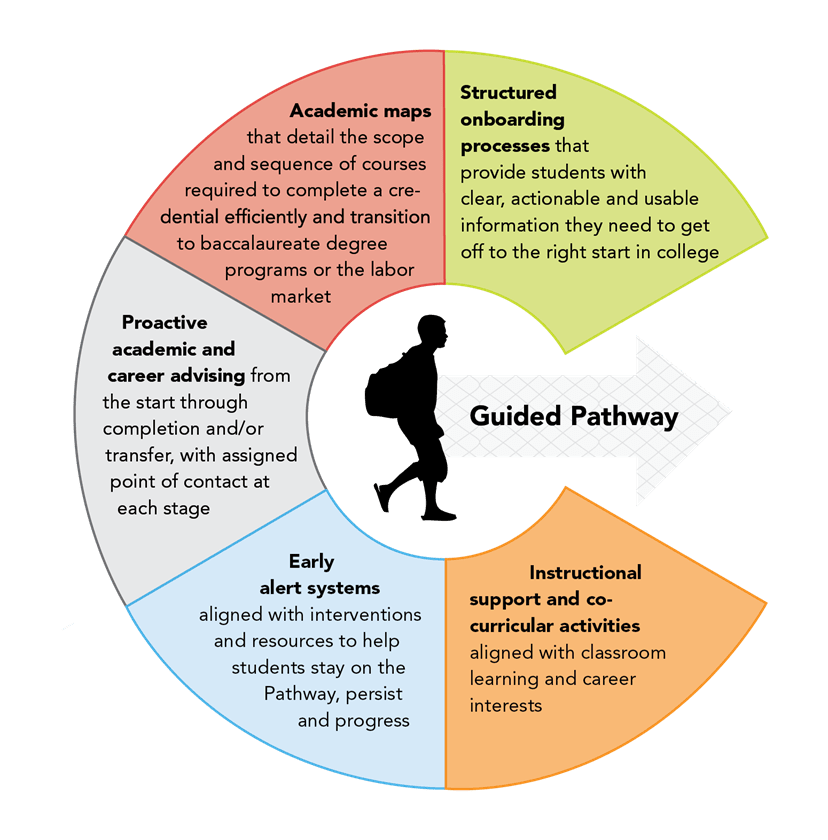 Structured
onboarding
processes that
provide students with
clear, actionable and usable
information they need to get
off to the right start in college
Academic maps
that detail the scope
and sequence of courses
required to complete a cre-
dential efficiently and transition
to baccalaureate degree
programs or the labor
market
Proactive
academic and
career advising from
the start through
completion and/or
transfer, with assigned
point of contact at
each stage
Early
alert systems
aligned with interventions
and resources to help
students stay on the
Pathway, persist
and progress
Instructional
support and co-
curricular activities
aligned with classroom
learning and career
interests
Guided Pathway